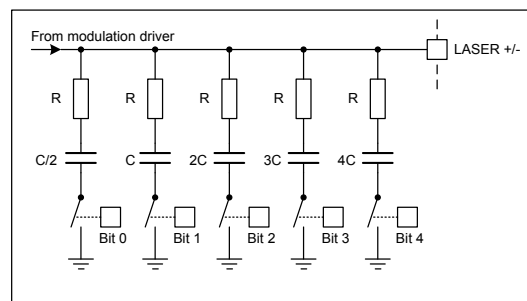 From modulation driver
LASER +/-
R R R R R
C/2 C 2C 3C 4C
Bit 0 Bit 1 Bit 2 Bit 3 Bit 4